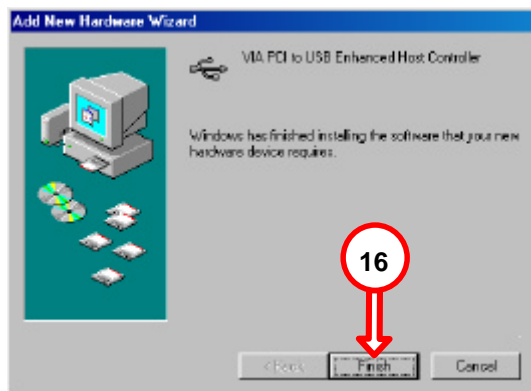 Add New Hardware Wizard
VIA PCI to USB Enhanced Host Controller
Windows has finished installing the software that your new
hardware device requires.
16
< Back
Finish
Cancel